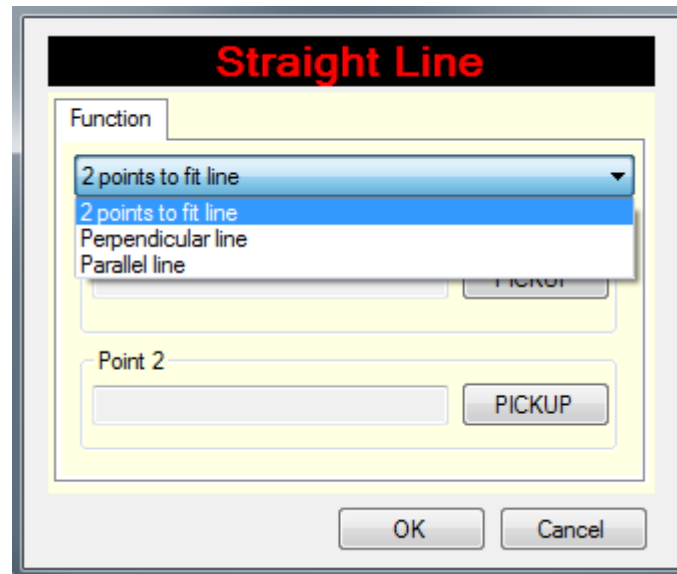 Straight Line
Function
2 points to fit line
2 points to fit line
Perpendicular line
Parallel line
PICKUP
Point 2
PICKUP
OK
Cancel